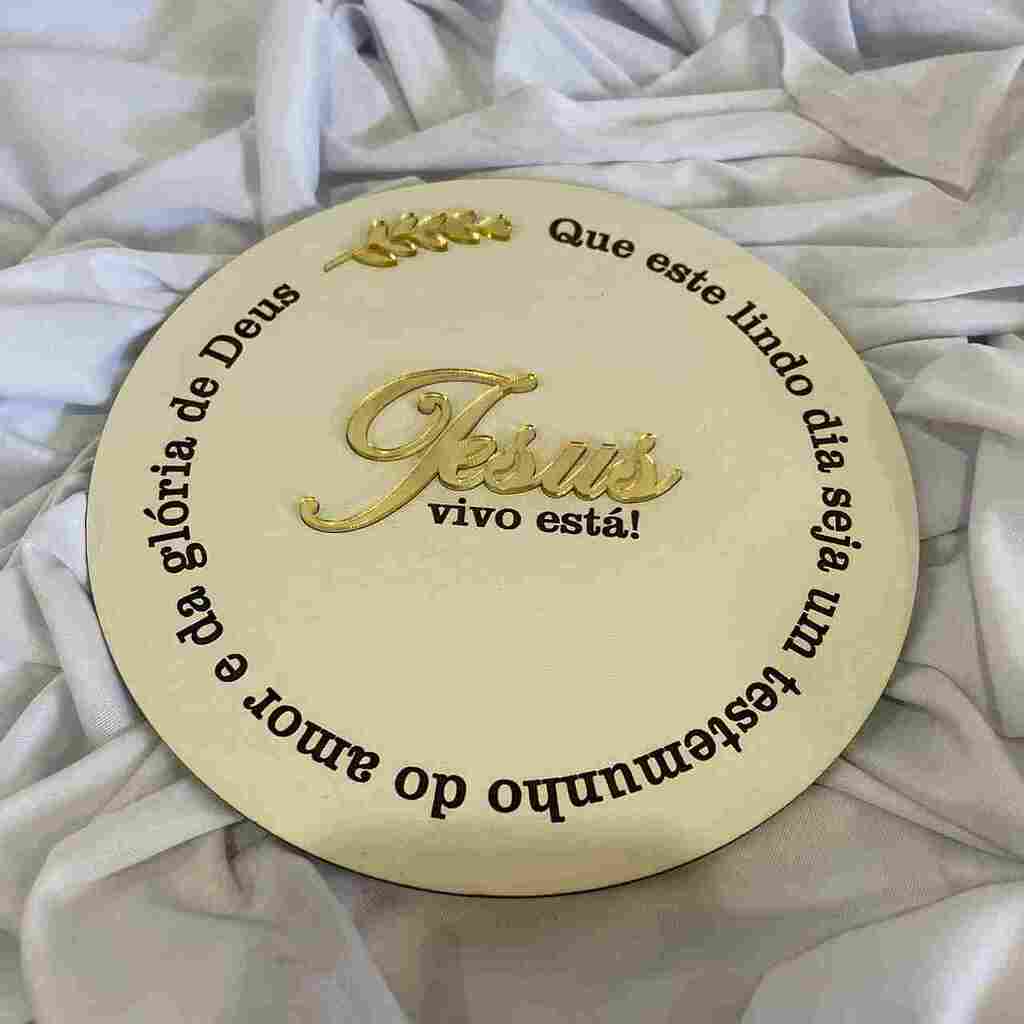 Que este lindo dia seja um testemunho do amor e da glória de Deus
Jesus
vivo está!